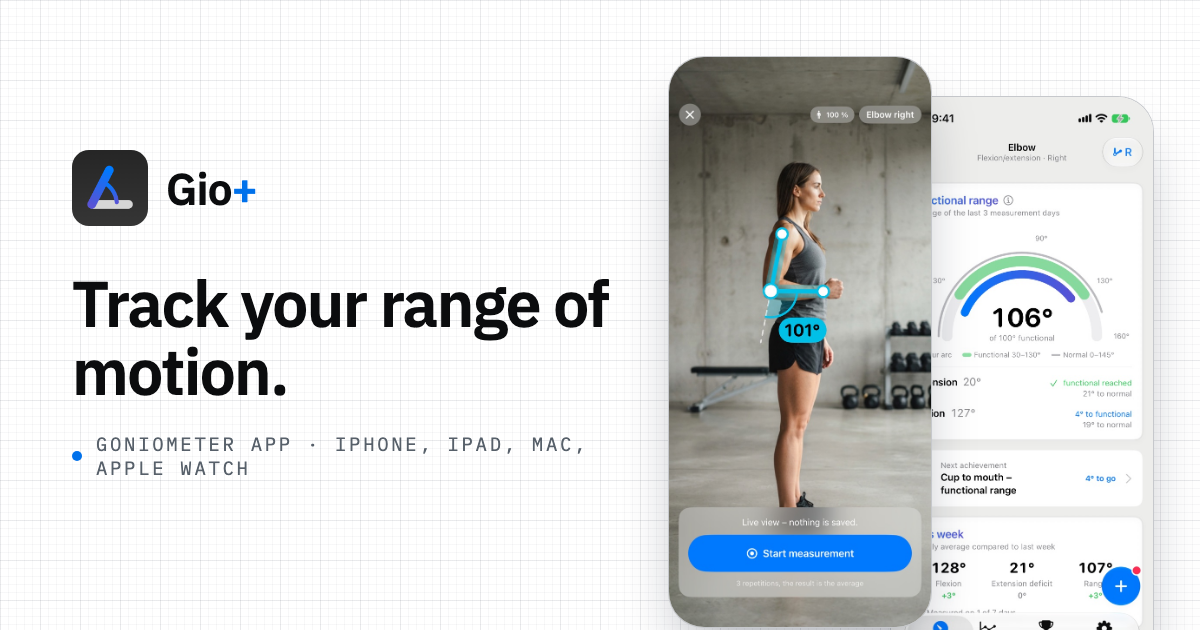 Gio+
Track your range of
motion.
GONIOMETER APP · IPHONE, IPAD, MAC,
APPLE WATCH
100 %
Elbow right
101°
Live view – nothing is saved.
Start measurement
3 repetitions, the result is the average
9:41
Elbow
Flexion/extension · Right
R
ctional range
ge of the last 3 measurement days
90°
30°
130°
180°
106°
of 100° functional
ur arc
Functional 30–130°
Normal 0–145°
nsion 20°
functional reached
21° to normal
ion 127°
4° to functional
19° to normal
Next achievement
Cup to mouth –
functional range
4° to go
s week
ly average compared to last week
128°
21°
107°
Flexion
Extension deficit
Rang
+3°
0°
+3°